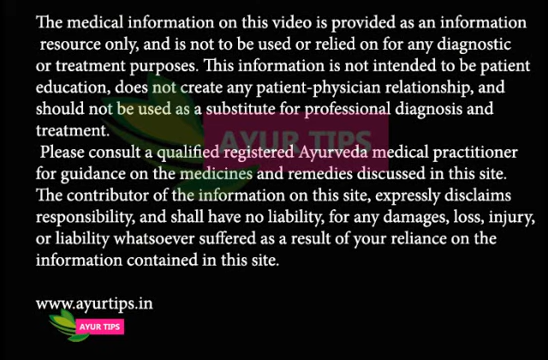 The medical information on this video is provided as an information
resource only, and is not to be used or relied on for any diagnostic
or treatment purposes. This information is not intended to be patient
education, does not create any patient-physician relationship, and
should not be used as a substitute for professional diagnosis and
treatment.
Please consult a qualified registered Ayurveda medical practitioner
for guidance on the medicines and remedies discussed in this site.
The contributor of the information on this site, expressly disclaims
responsibility, and shall have no liability, for any damages, loss, injury,
or liability whatsoever suffered as a result of your reliance on the
information contained in this site.
AYUR TIPS
www.ayurtips.in
AYUR TIPS